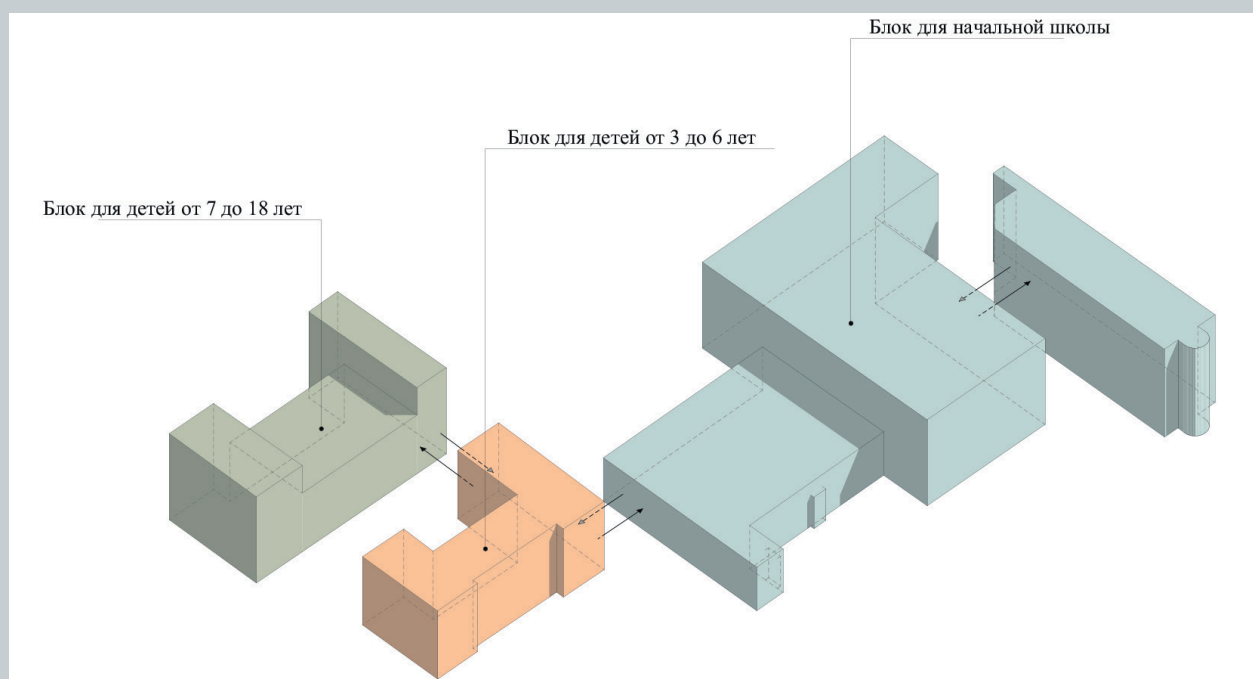 Блок для начальной школы
Блок для детей от 3 до 6 лет
Блок для детей от 7 до 18 лет